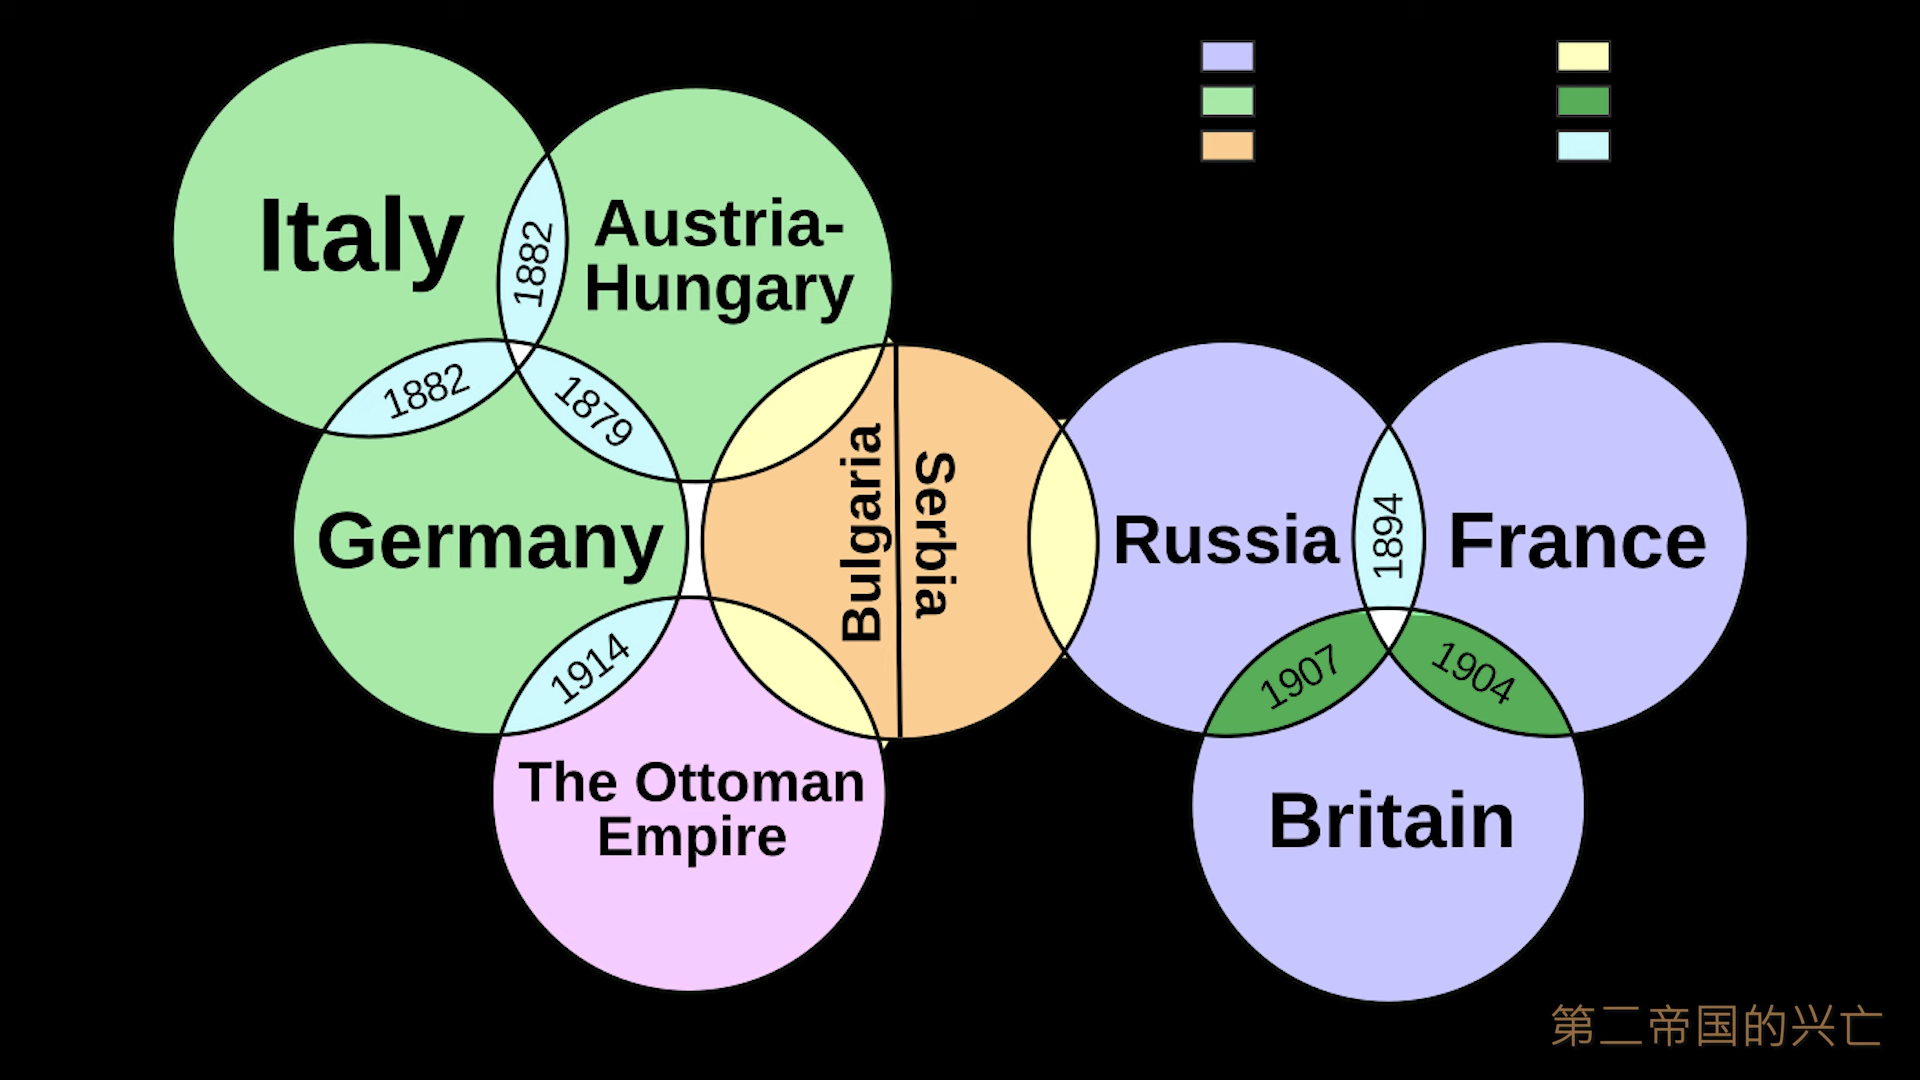 Italy
1882
Austria-
Hungary
1882
1879
Germany
Bulgaria
Serbia
Russia
1894
France
1914
1907
1904
The Ottoman
Empire
Britain
第二帝国的兴亡